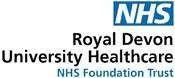 NHS
Royal Devon
University Healthcare
NHS Foundation Trust